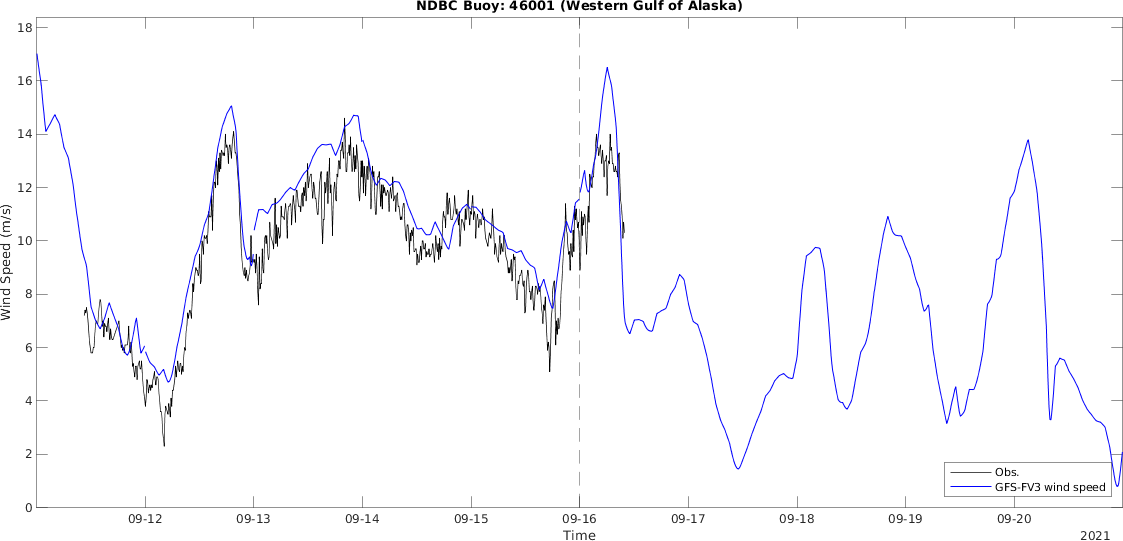 NDBC Buoy: 46001 (Western Gulf of Alaska)
18
16
14
12
10
8
6
4
2
0
Wind Speed (m/s)
09-12 09-13 09-14 09-15 09-16 09-17 09-18 09-19 09-20
Time
2021
Obs.
GFS-FV3 wind speed